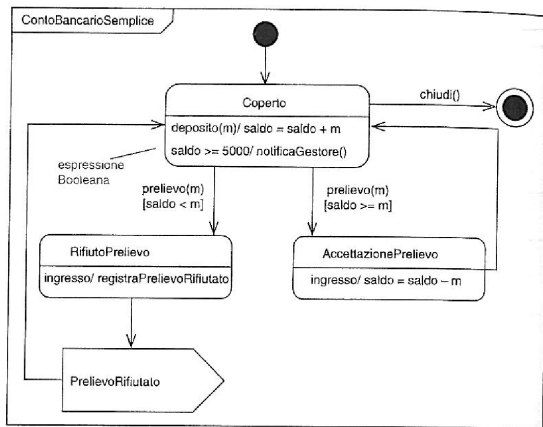 ContoBancarioSemplice
Coperto
chiudi()
deposito(m)/ saldo = saldo + m
saldo >= 5000/ notificaGestore()
espressione
Booleana
prelievo(m)
[saldo < m]
prelievo(m)
[saldo >= m]
RifiutoPrelievo
ingresso/ registraPrelievoRifiutato
AccettazionePrelievo
ingresso/ saldo = saldo – m
PrelievoRifiutato